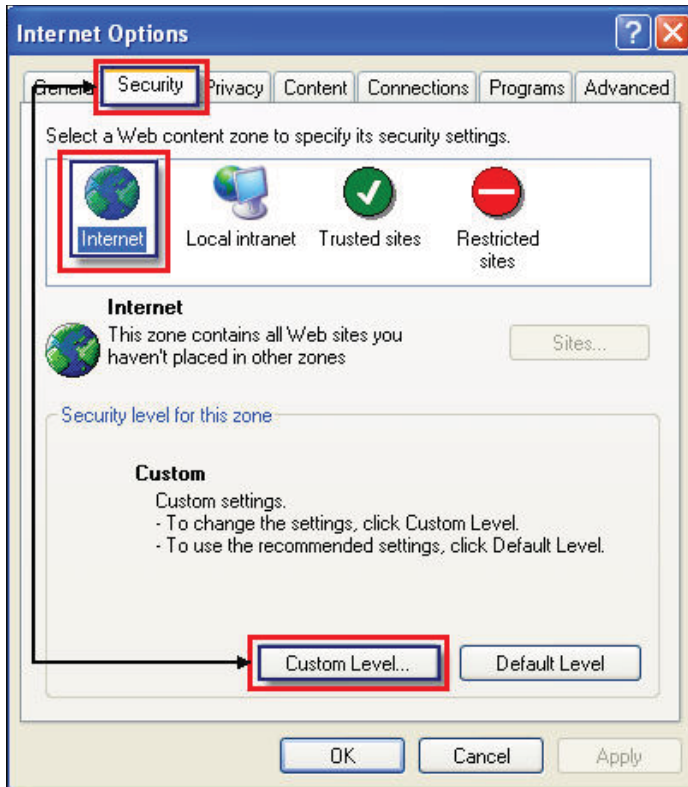 Internet Options
General Security Privacy Content Connections Programs Advanced
Select a Web content zone to specify its security settings.
Internet Local intranet Trusted sites Restricted
sites
Internet
This zone contains all Web sites you
haven't placed in other zones
Sites...
Security level for this zone
Custom
Custom settings.
- To change the settings, click Custom Level.
- To use the recommended settings, click Default Level.
Custom Level... Default Level
OK Cancel Apply